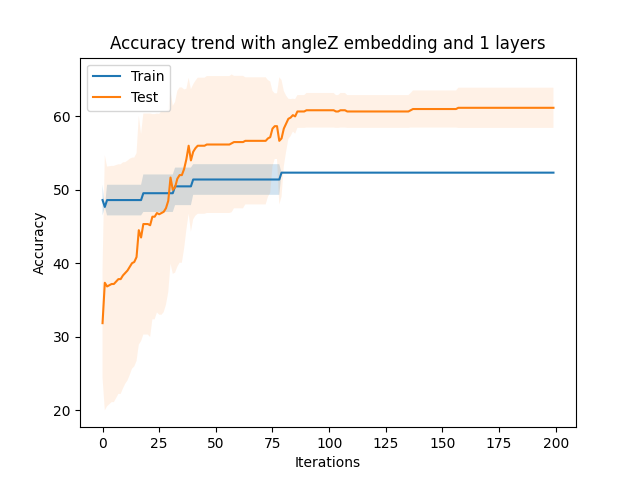 Accuracy trend with angleZ embedding and 1 layers
Train
Test
60
50
40
30
20
Accuracy
0 25 50 75 100 125 150 175 200
Iterations